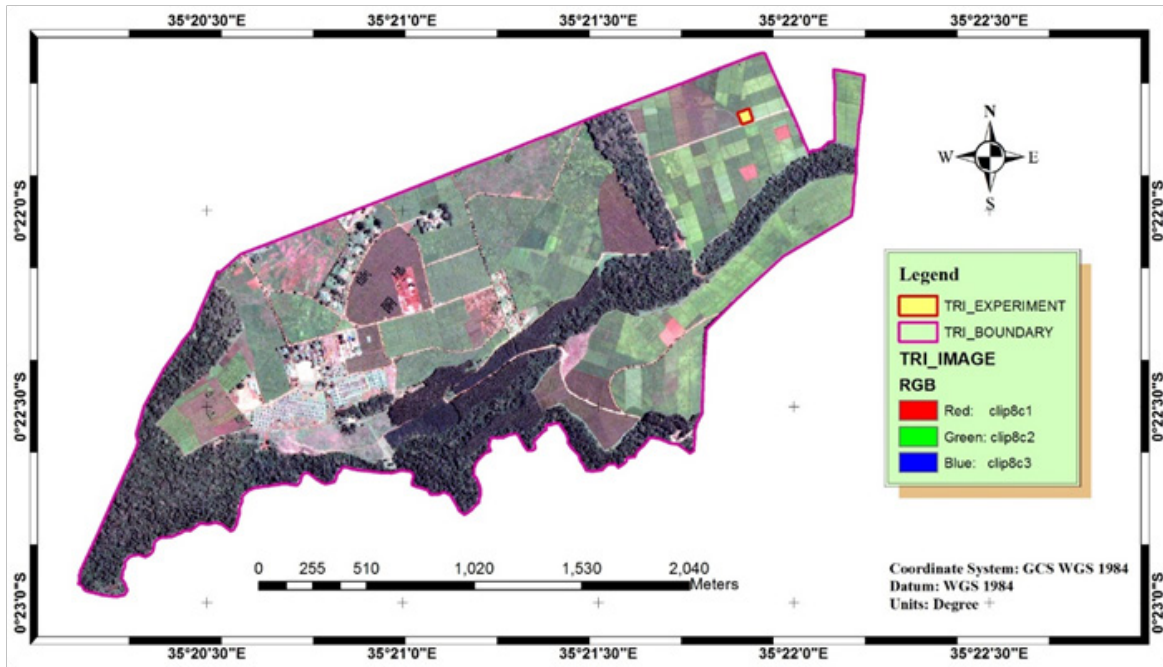 35°20'30"E 35°21'0"E 35°21'30"E 35°22'0"E 35°22'30"E
N
W E
S
0°22'0"S 0°22'0"S
Legend
TRI_EXPERIMENT
TRI_BOUNDARY
TRI_IMAGE
RGB
Red: clip8c1
Green: clip8c2
Blue: clip8c3
0°22'30"S 0°22'30"S
0 255 510 1,020 1,530 2,040
Meters
Coordinate System: GCS WGS 1984
Datum: WGS 1984
Units: Degree
0°23'0"S 0°23'0"S
35°20'30"E 35°21'0"E 35°21'30"E 35°22'0"E 35°22'30"E